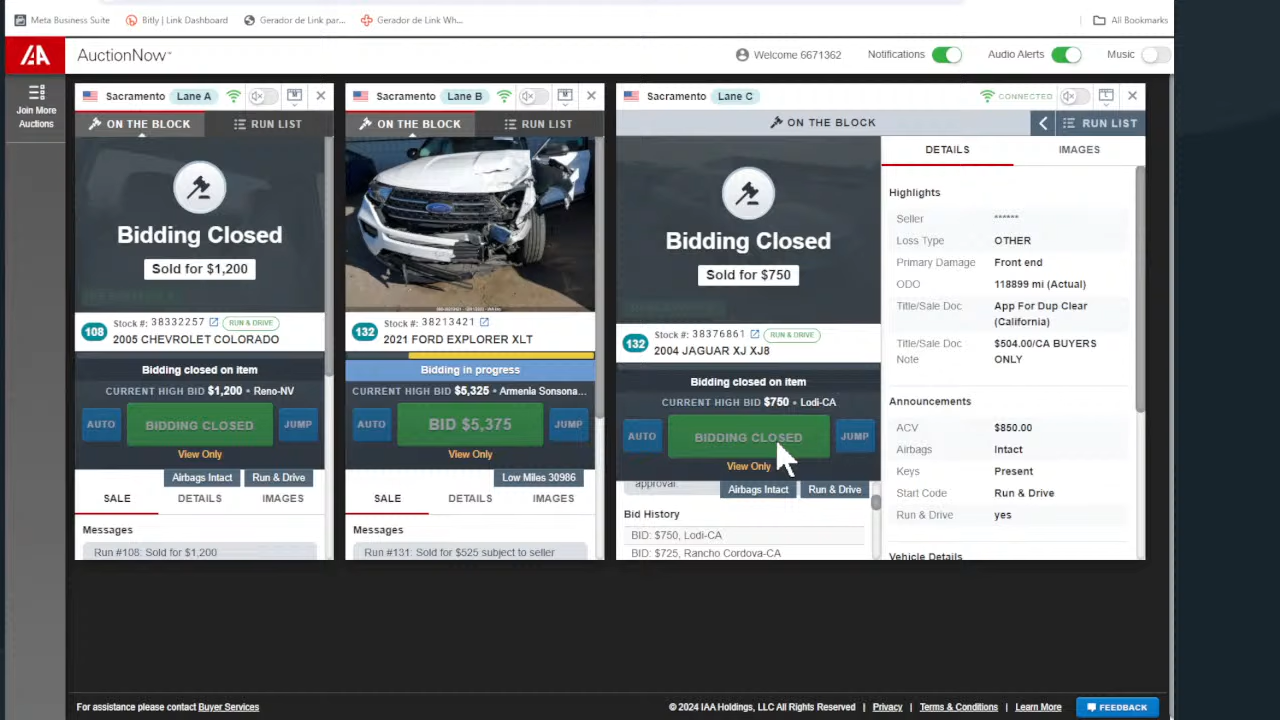 Meta Business Suite
Bitly | Link Dashboard
Gerador de Link par...
Gerador de Link Wh...
All Bookmarks
IAA
AuctionNow™
Welcome 6671362
Notifications
Audio Alerts
Music
Join More
Auctions
Sacramento Lane A
ON THE BLOCK
RUN LIST
Bidding Closed
Sold for $1,200
108
Stock #: 38332257
RUN & DRIVE
2005 CHEVROLET COLORADO
Bidding closed on item
CURRENT HIGH BID $1,200 • Reno-NV
AUTO
BIDDING CLOSED
JUMP
View Only
Airbags Intact
Run & Drive
SALE
DETAILS
IMAGES
Messages
Run #108: Sold for $1,200
Sacramento Lane B
ON THE BLOCK
RUN LIST
132
Stock #: 38213421
2021 FORD EXPLORER XLT
Bidding in progress
CURRENT HIGH BID $5,325 • Armenia Sonsona...
AUTO
BID $5,375
JUMP
View Only
Low Miles 30986
SALE
DETAILS
IMAGES
Messages
Run #131: Sold for $525 subject to seller
Sacramento Lane C
CONNECTED
ON THE BLOCK
RUN LIST
Bidding Closed
Sold for $750
132
Stock #: 38376861
RUN & DRIVE
2004 JAGUAR XJ XJ8
Bidding closed on item
CURRENT HIGH BID $750 • Lodi-CA
AUTO
BIDDING CLOSED
JUMP
View Only
approval
Airbags Intact
Run & Drive
Bid History
BID: $750, Lodi-CA
BID: $725, Rancho Cordova-CA
DETAILS
IMAGES
Highlights
Seller ******
Loss Type OTHER
Primary Damage Front end
ODO 118899 mi (Actual)
Title/Sale Doc App For Dup Clear
(California)
Title/Sale Doc $504.00/CA BUYERS
Note ONLY
Announcements
ACV $850.00
Airbags Intact
Keys Present
Start Code Run & Drive
Run & Drive yes
Vehicle Details
For assistance please contact Buyer Services
© 2024 IAA Holdings, LLC All Rights Reserved | Privacy | Terms & Conditions | Learn More
FEEDBACK